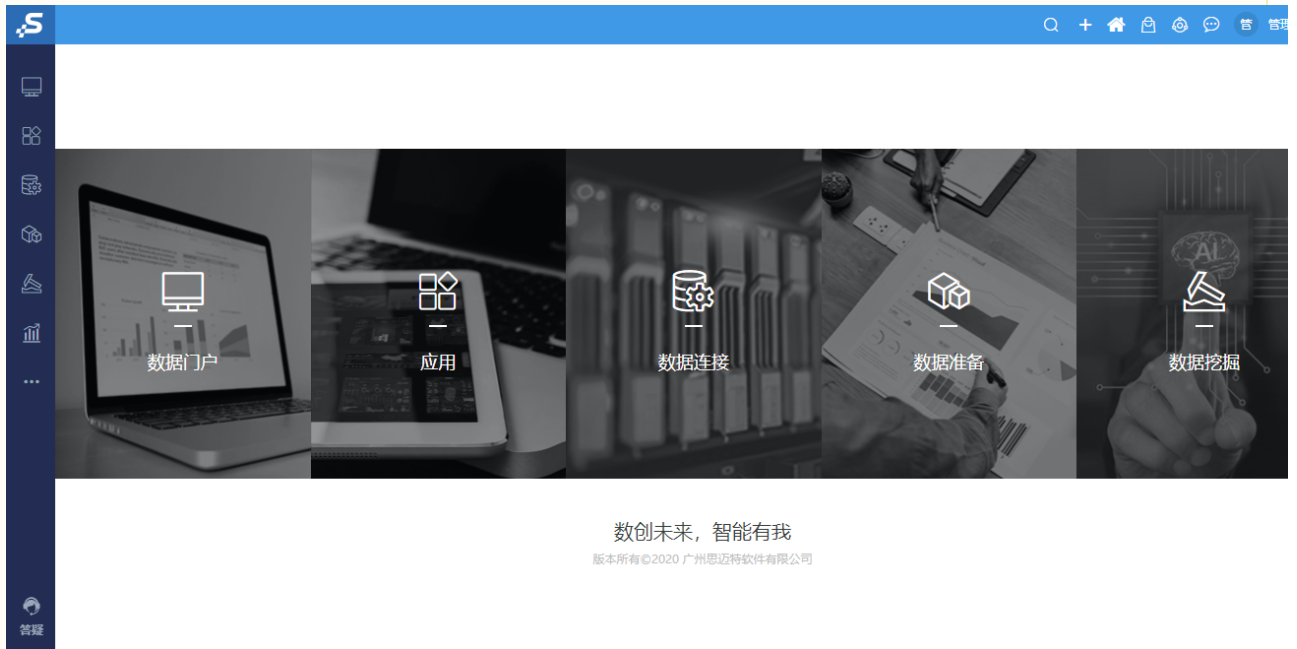 管 管理
AI
数据门户
应用
数据连接
数据准备
数据挖掘
数创未来，智能有我
版本所有©2020 广州思迈特软件有限公司
答疑